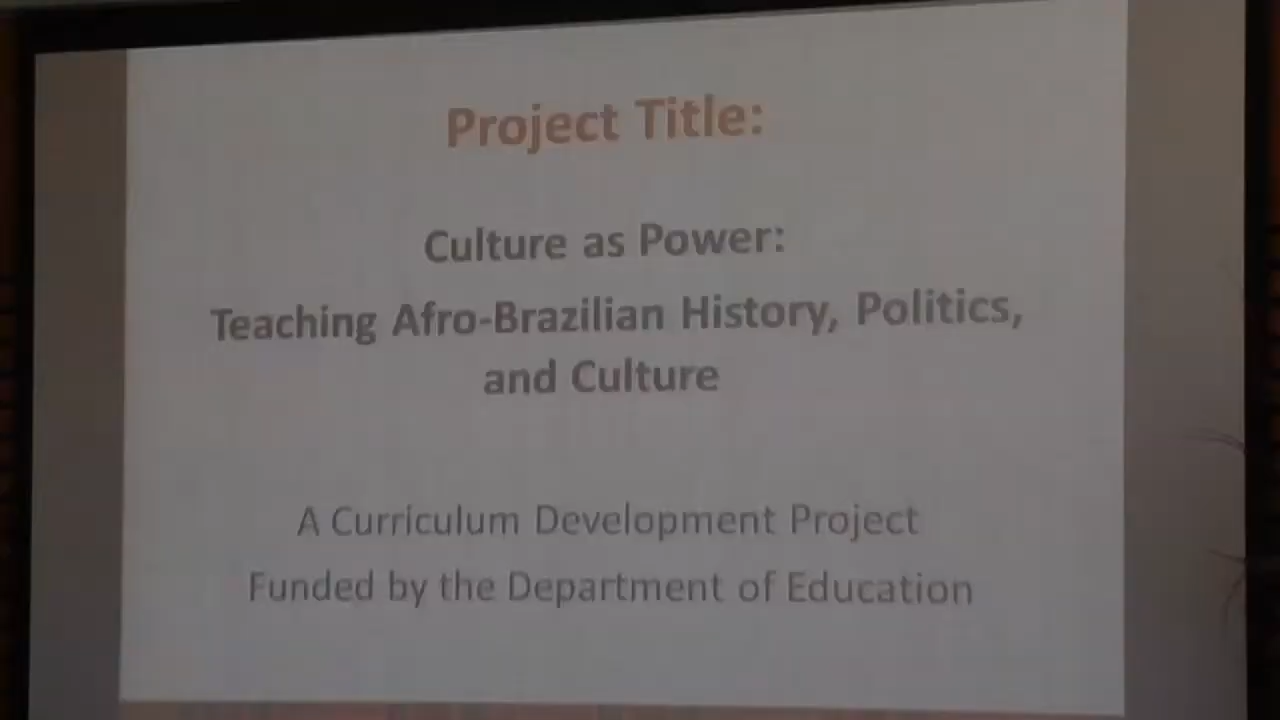 Project Title:
Culture as Power:
Teaching Afro-Brazilian History, Politics,
and Culture
A Curriculum Development Project
Funded by the Department of Education